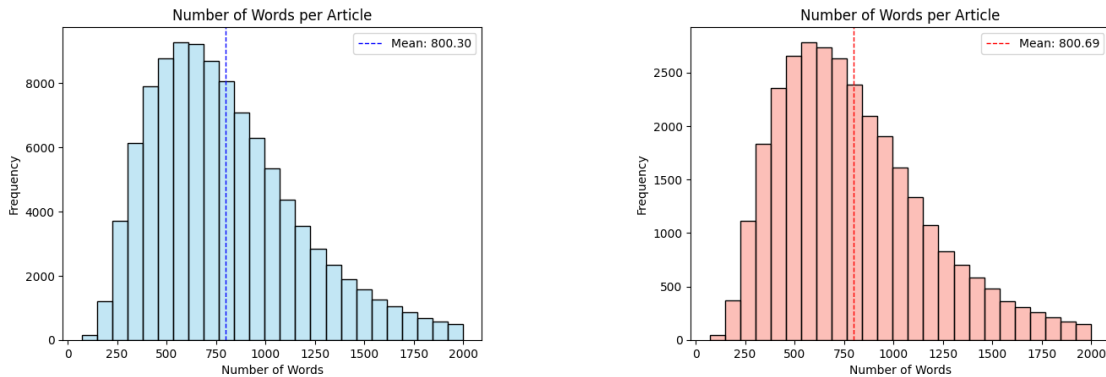 Number of Words per Article
Mean: 800.30
Frequency
8000
6000
4000
2000
0
0 250 500 750 1000 1250 1500 1750 2000
Number of Words
Number of Words per Article
Mean: 800.69
Frequency
2500
2000
1500
1000
500
0
0 250 500 750 1000 1250 1500 1750 2000
Number of Words